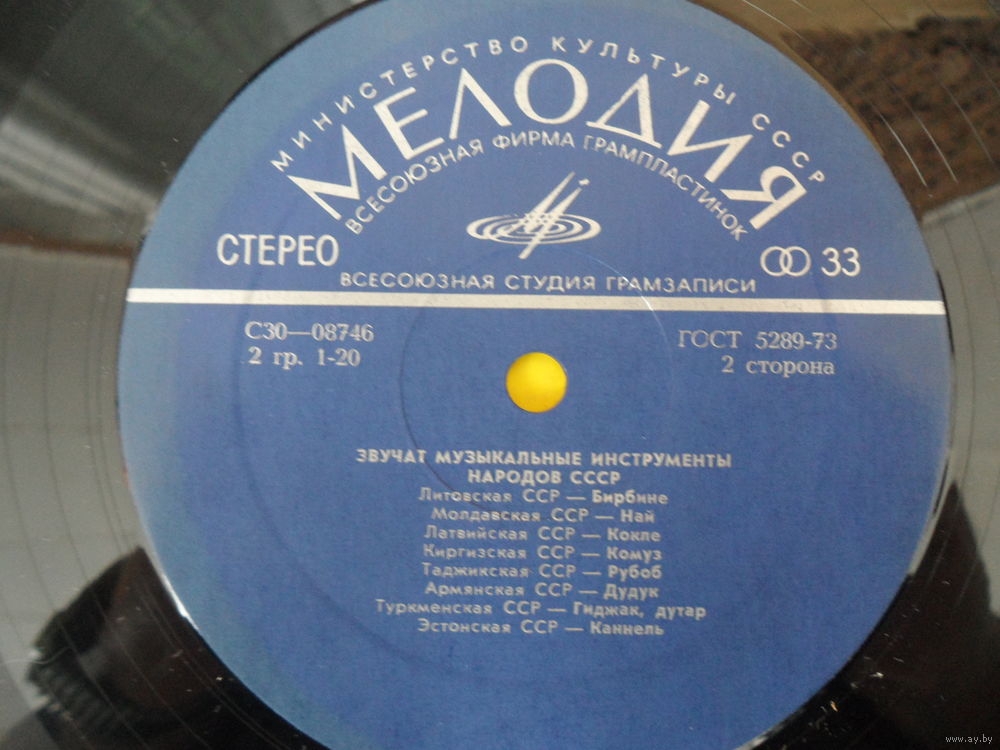 МИНИСТЕРСТВО КУЛЬТУРЫ СССР
МЕЛОДИЯ
ВСЕСОЮЗНАЯ ФИРМА ГРАМПЛАСТИНОК
СТЕРЕО
33
ВСЕСОЮЗНАЯ СТУДИЯ ГРАМЗАПИСИ
С30—08746
ГОСТ 5289-73
2 гр. 1-20
2 сторона
ЗВУЧАТ МУЗЫКАЛЬНЫЕ ИНСТРУМЕНТЫ
НАРОДОВ СССР
Литовская ССР — Бирбине
Молдавская ССР — Най
Латвийская ССР — Кокле
Киргизская ССР — Комуз
Таджикская ССР — Рубоб
Армянская ССР — Дудук
Туркменская ССР — Гиджак, дутар
Эстонская ССР — Каннель
www.ay.by